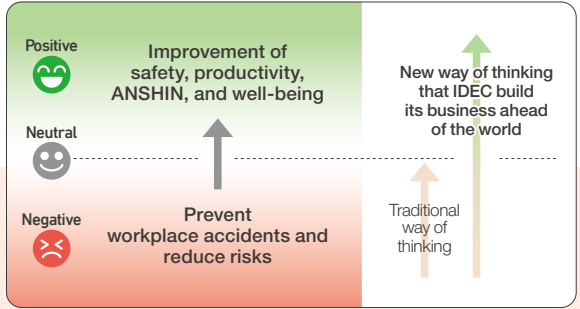 Positive
Improvement of
safety, productivity,
ANSHIN, and well-being
Neutral
Negative
Prevent
workplace accidents and
reduce risks
New way of thinking
that IDEC build
its business ahead
of the world
Traditional
way of
thinking